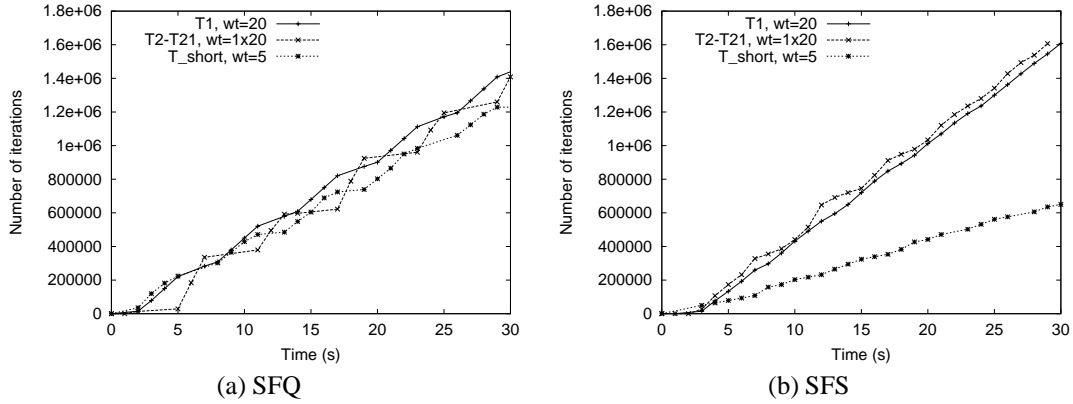 T1, wt=20
T2-T21, wt=1x20
T_short, wt=5
1.8e+06
1.6e+06
1.4e+06
1.2e+06
1e+06
800000
600000
400000
200000
0
Number of iterations
0 5 10 15 20 25 30
Time (s)
(a) SFQ
T1, wt=20
T2-T21, wt=1x20
T_short, wt=5
1.8e+06
1.6e+06
1.4e+06
1.2e+06
1e+06
800000
600000
400000
200000
0
Number of iterations
0 5 10 15 20 25 30
Time (s)
(b) SFS